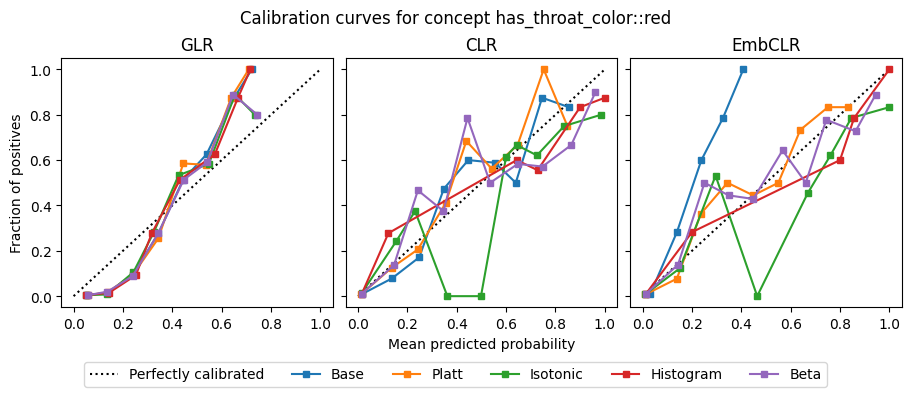 Calibration curves for concept has_throat_color::red
GLR
CLR
EmbCLR
Fraction of positives
1.0
0.8
0.6
0.4
0.2
0.0
0.0 0.2 0.4 0.6 0.8 1.0
0.0 0.2 0.4 0.6 0.8 1.0
0.0 0.2 0.4 0.6 0.8 1.0
Mean predicted probability
Perfectly calibrated Base Platt Isotonic Histogram Beta